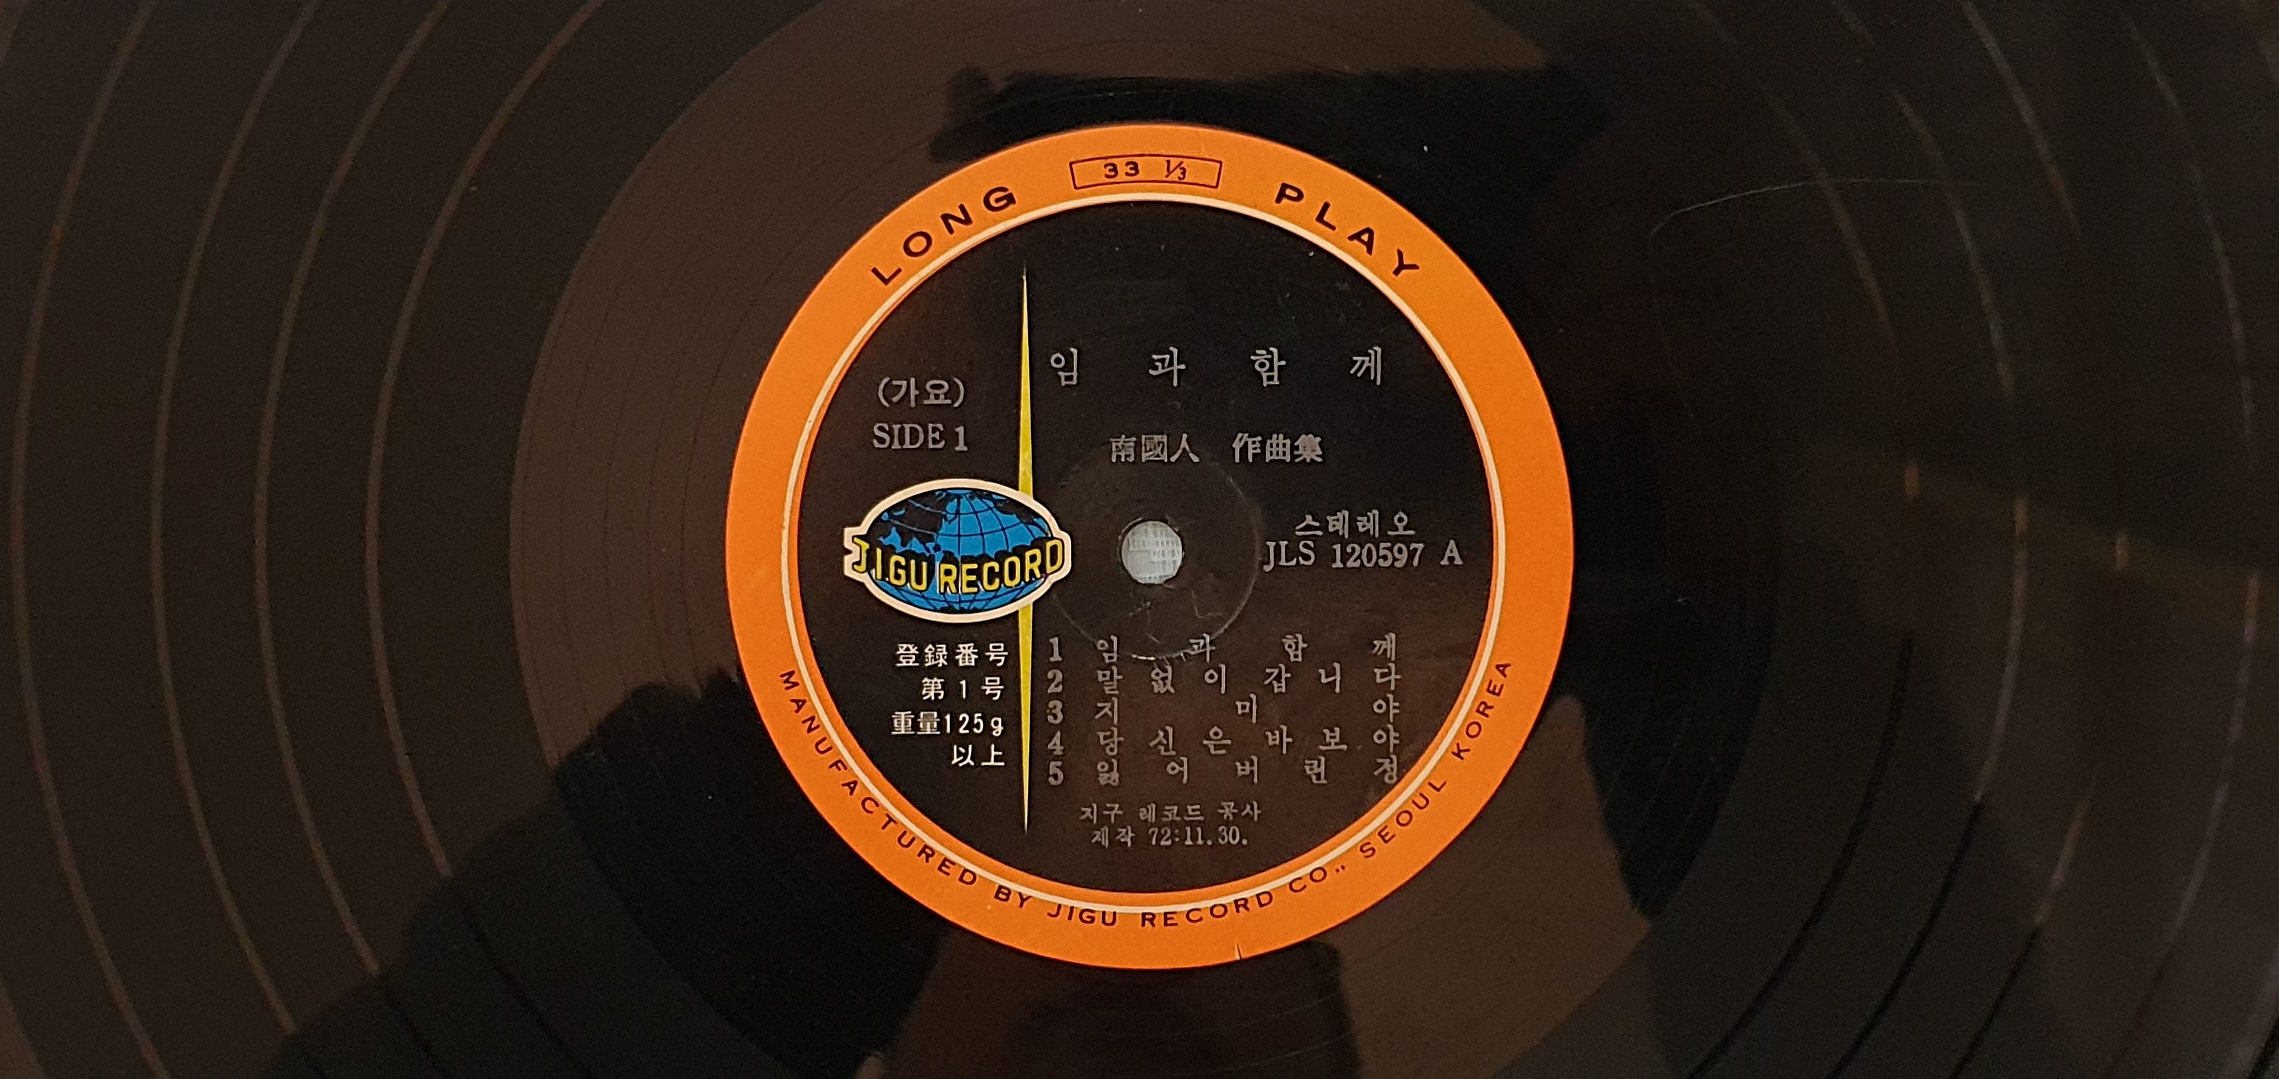 LONG 33 1/3 PLAY
임과함께
(가요)
SIDE 1
南國人 作曲集
스테레오
JLS 120597 A
JIGU RECORD
登録番号
第1号
重量125g
以上
1 임과함께
2 말없이갑니다
3 지미야
4 당신은바보야
5 잃어버린정
지구 레코드 공사
제작 72:11.30.
MANUFACTURED BY JIGU RECORD CO., SEOUL KOREA